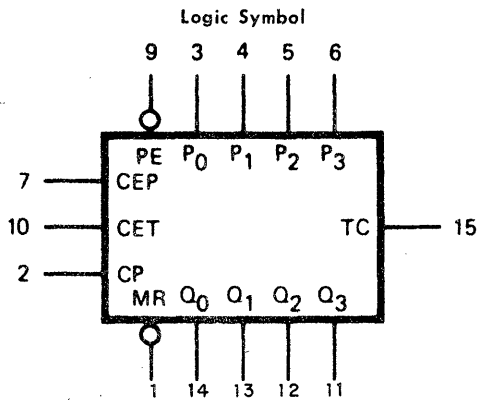 Logic Symbol
9 3 4 5 6
PE P0 P1 P2 P3
7 CEP
10 CET TC 15
2 CP
MR Q0 Q1 Q2 Q3
1 14 13 12 11